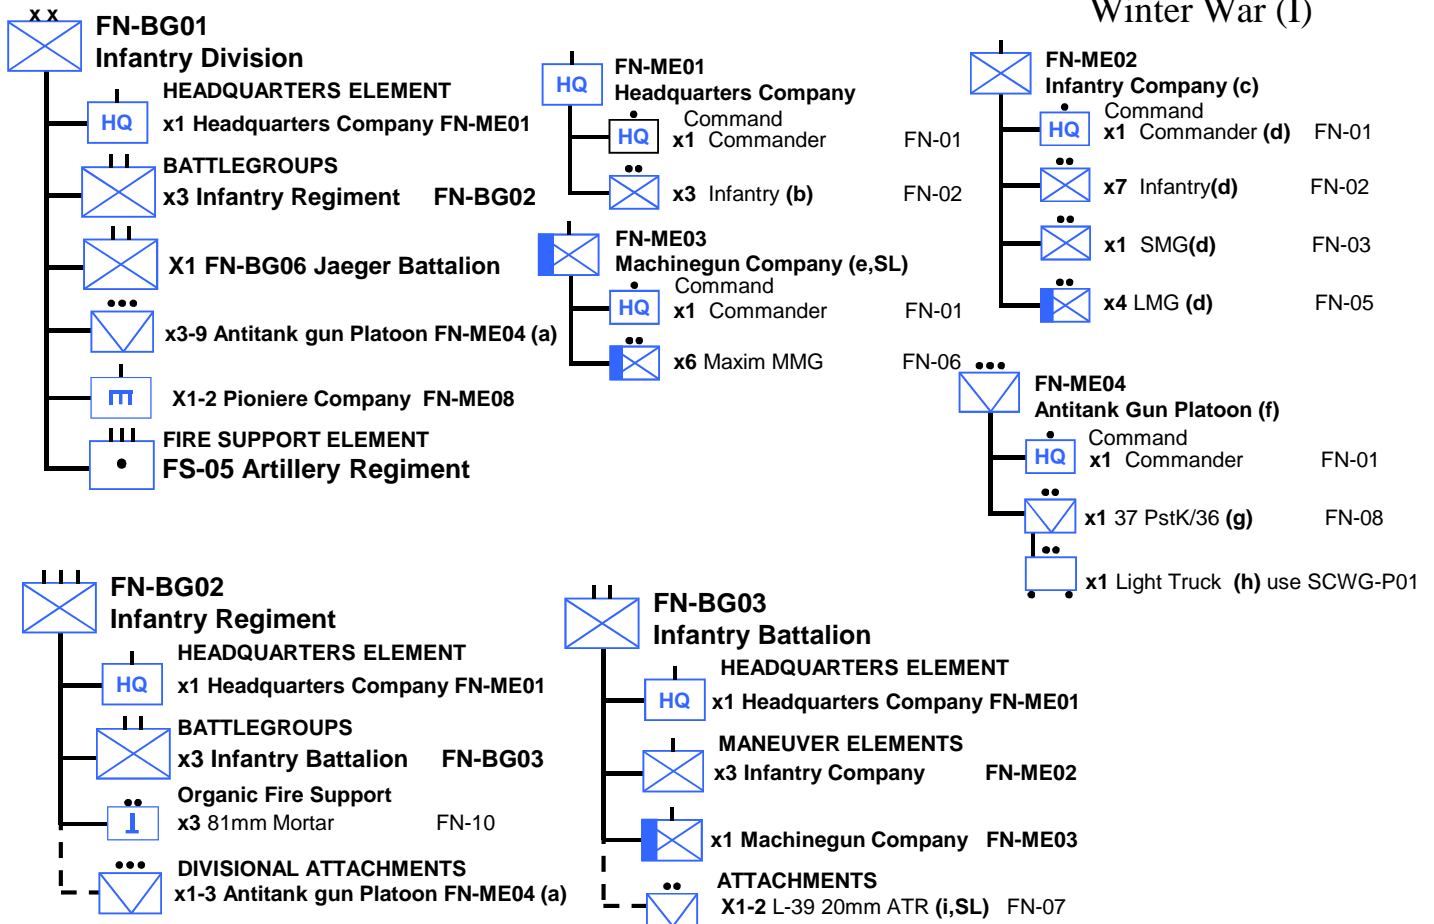 Winter War (I)
x x
FN-BG01
Infantry Division
HEADQUARTERS ELEMENT
HQ x1 Headquarters Company FN-ME01
BATTLEGROUPS
x3 Infantry Regiment FN-BG02
X1 FN-BG06 Jaeger Battalion
x3-9 Antitank gun Platoon FN-ME04 (a)
X1-2 Pioniere Company FN-ME08
FIRE SUPPORT ELEMENT
FS-05 Artillery Regiment
FN-ME01
HQ Headquarters Company
Command
HQ x1 Commander FN-01
x3 Infantry (b) FN-02
FN-ME03
Machinegun Company (e,SL)
Command
HQ x1 Commander FN-01
x6 Maxim MMG FN-06
FN-ME02
Infantry Company (c)
Command
HQ x1 Commander (d) FN-01
x7 Infantry(d) FN-02
x1 SMG(d) FN-03
x4 LMG (d) FN-05
FN-ME04
Antitank Gun Platoon (f)
Command
HQ x1 Commander FN-01
x1 37 PstK/36 (g) FN-08
x1 Light Truck (h) use SCWG-P01
FN-BG02
Infantry Regiment
HEADQUARTERS ELEMENT
HQ x1 Headquarters Company FN-ME01
BATTLEGROUPS
x3 Infantry Battalion FN-BG03
Organic Fire Support
x3 81mm Mortar FN-10
DIVISIONAL ATTACHMENTS
x1-3 Antitank gun Platoon FN-ME04 (a)
FN-BG03
Infantry Battalion
HEADQUARTERS ELEMENT
HQ x1 Headquarters Company FN-ME01
MANEUVER ELEMENTS
x3 Infantry Company FN-ME02
x1 Machinegun Company FN-ME03
ATTACHMENTS
X1-2 L-39 20mm ATR (i,SL) FN-07